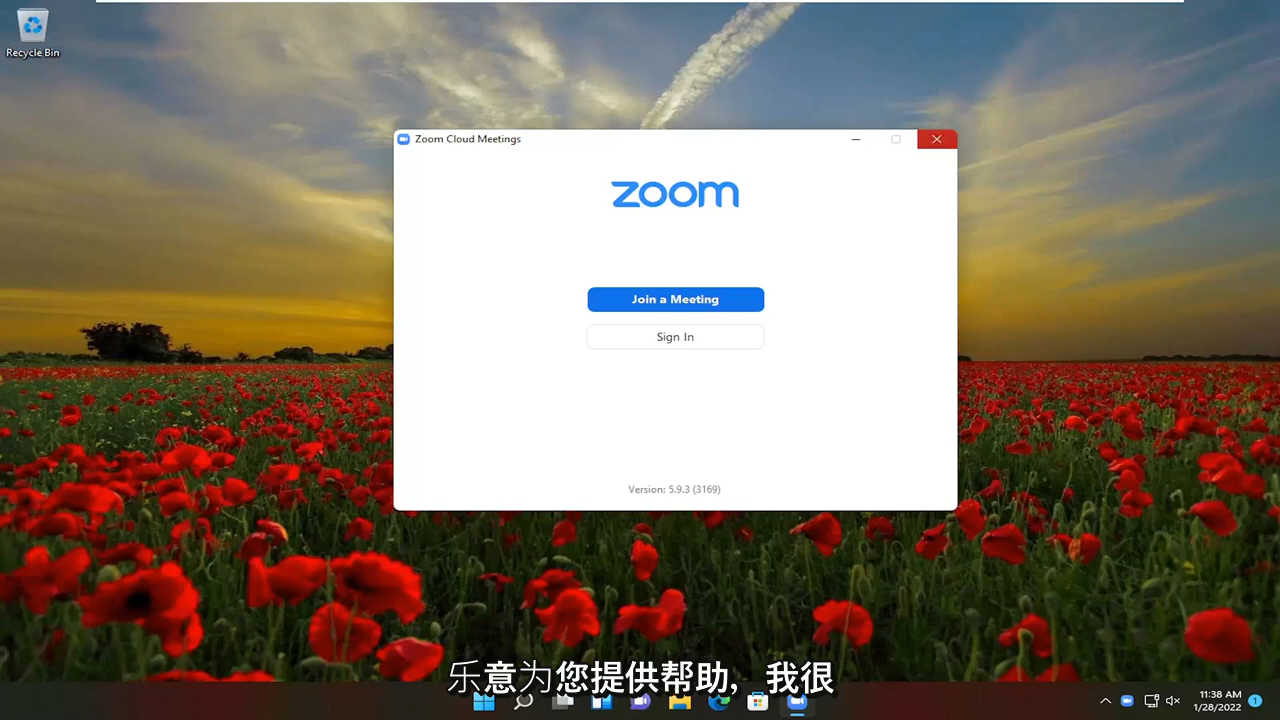 Recycle Bin
Zoom Cloud Meetings
zoom
Join a Meeting
Sign In
Version: 5.9.3 (3169)
乐意为您提供帮助，我很
11:38 AM
1/28/2022
1